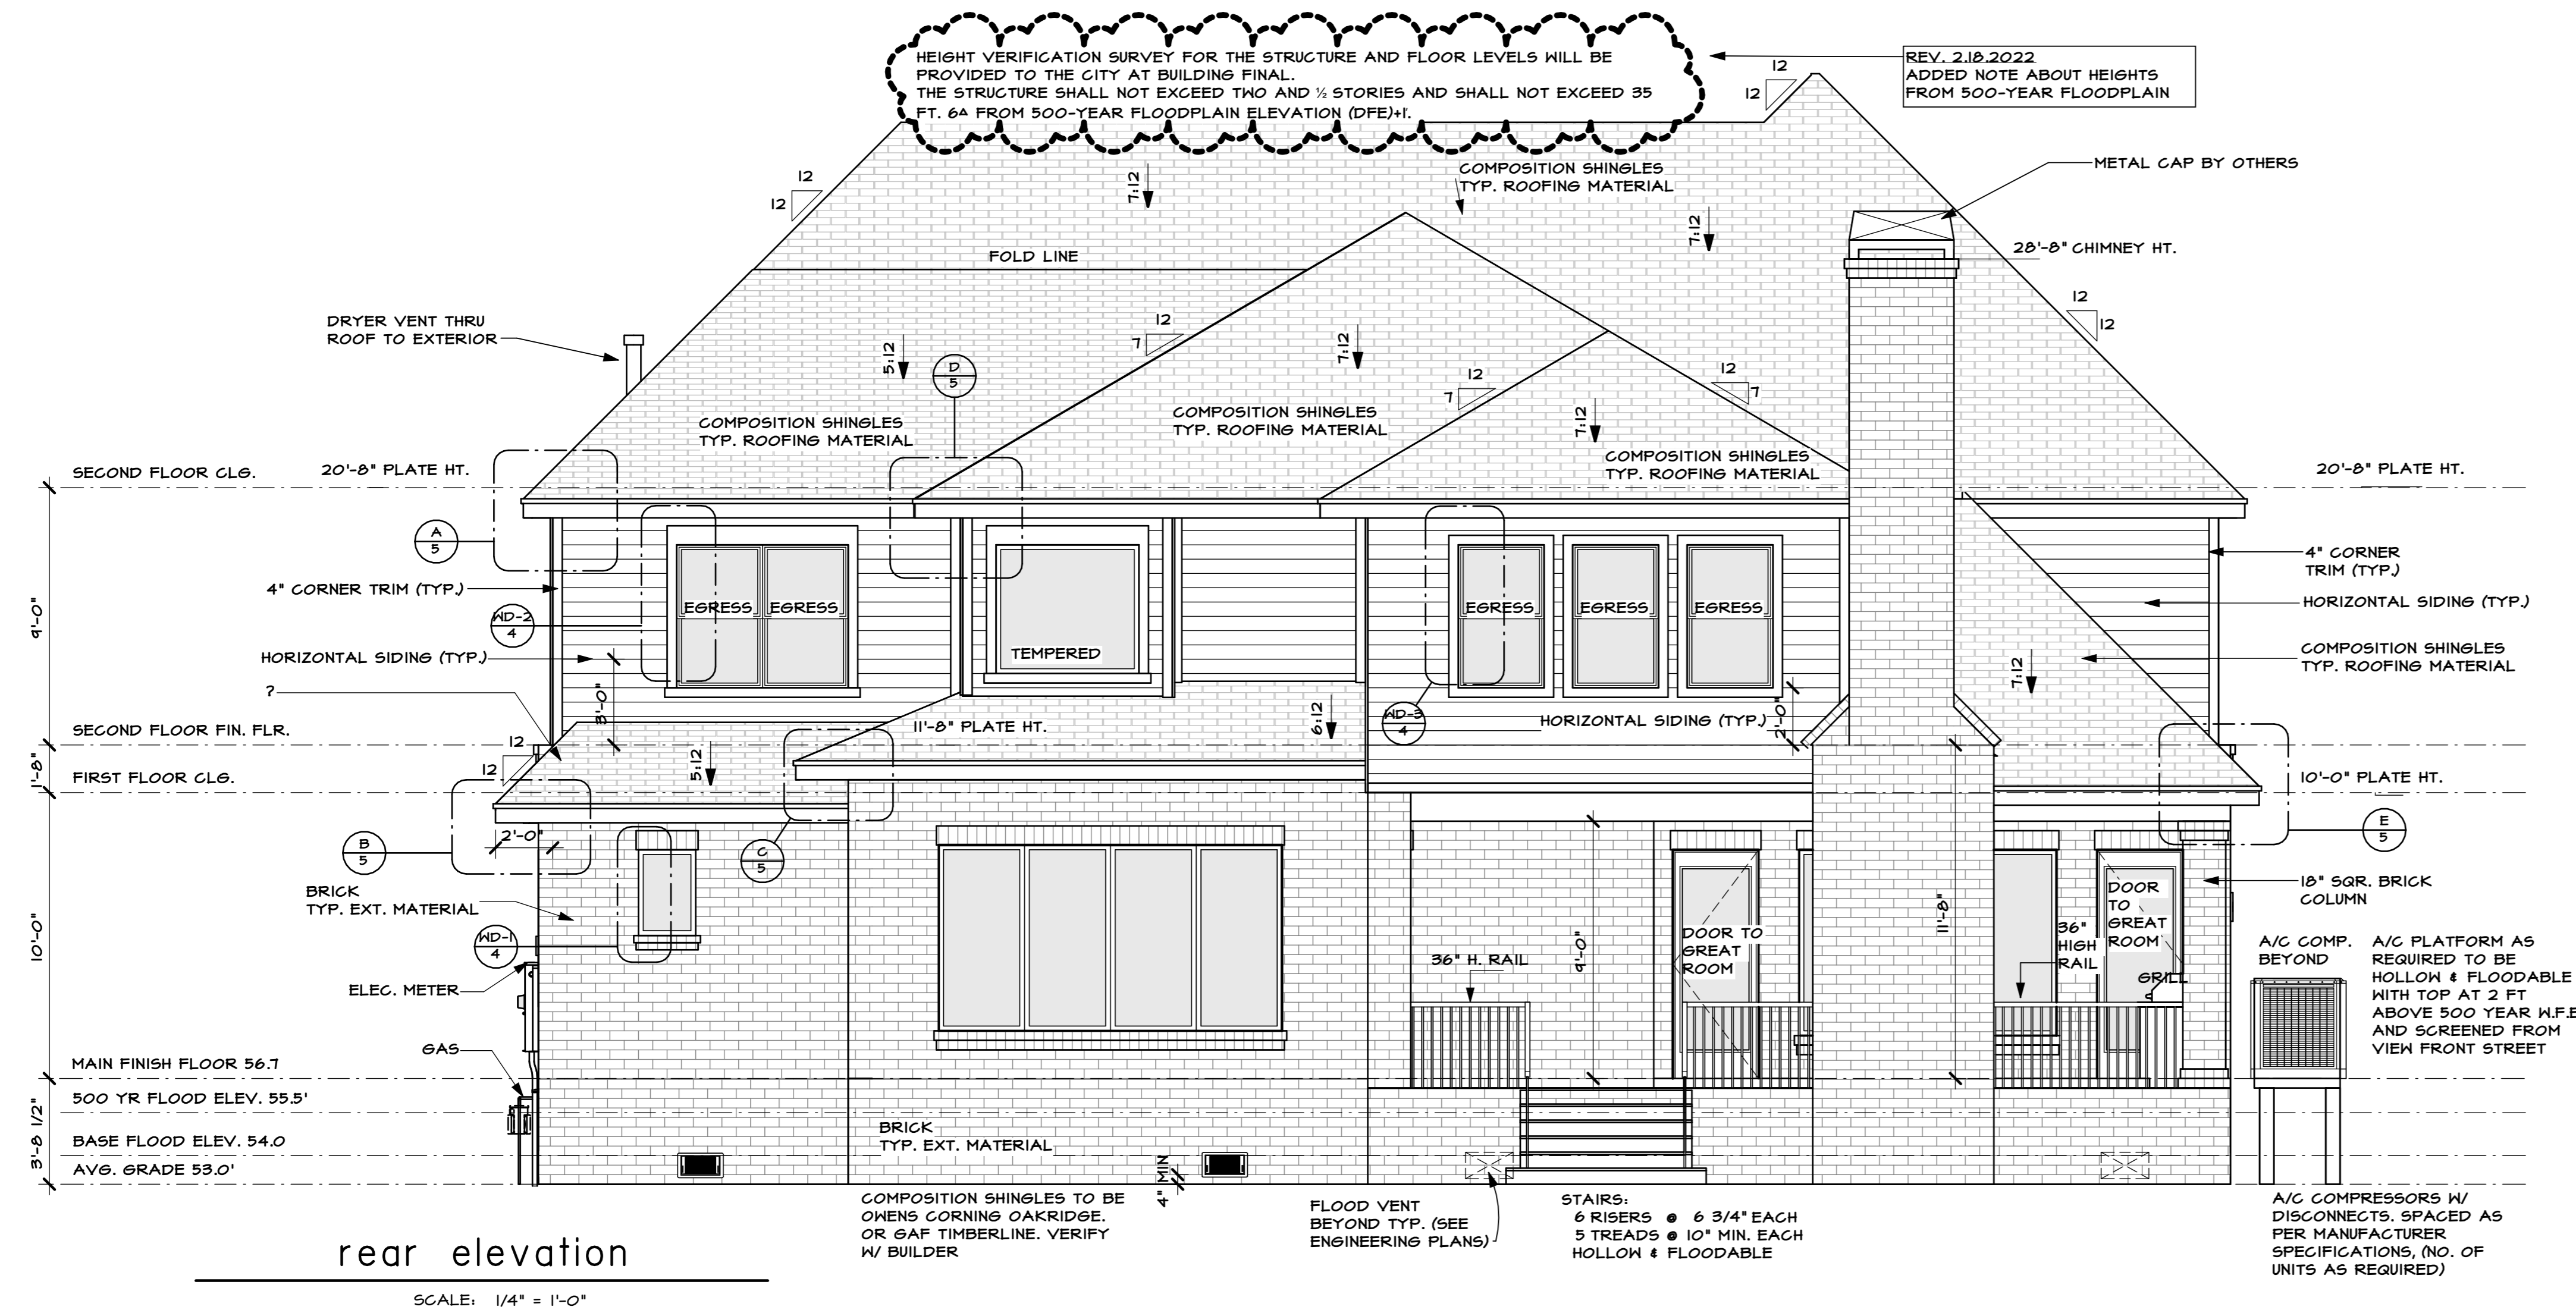 HEIGHT VERIFICATION SURVEY FOR THE STRUCTURE AND FLOOR LEVELS WILL BE
PROVIDED TO THE CITY AT BUILDING FINAL.
THE STRUCTURE SHALL NOT EXCEED TWO AND ½ STORIES AND SHALL NOT EXCEED 35
FT. 6A FROM 500-YEAR FLOODPLAIN ELEVATION (DFE)+1'.
REV. 2.18.2022
ADDED NOTE ABOUT HEIGHTS
FROM 500-YEAR FLOODPLAIN
12
12
METAL CAP BY OTHERS
COMPOSITION SHINGLES
TYP. ROOFING MATERIAL
12
12
7:12
7:12
FOLD LINE
28'-8" CHIMNEY HT.
12
12
DRYER VENT THRU
ROOF TO EXTERIOR
12
7
5:12
7:12
D
5
12
7
12
7
7:12
COMPOSITION SHINGLES
TYP. ROOFING MATERIAL
COMPOSITION SHINGLES
TYP. ROOFING MATERIAL
COMPOSITION SHINGLES
TYP. ROOFING MATERIAL
SECOND FLOOR CLG.
20'-8" PLATE HT.
20'-8" PLATE HT.
A
5
4" CORNER TRIM (TYP.)
4" CORNER
TRIM (TYP.)
9'-0"
EGRESS
EGRESS
EGRESS
EGRESS
EGRESS
HORIZONTAL SIDING (TYP.)
WD-2
4
TEMPERED
HORIZONTAL SIDING (TYP.)
COMPOSITION SHINGLES
TYP. ROOFING MATERIAL
7:12
?
3'-0"
2'-0"
SECOND FLOOR FIN. FLR.
11'-8" PLATE HT.
6:12
WD-3
4
HORIZONTAL SIDING (TYP.)
12
12
5:12
1'-8"
FIRST FLOOR CLG.
10'-0" PLATE HT.
B
5
2'-0"
C
5
E
5
BRICK
TYP. EXT. MATERIAL
18" SQR. BRICK
COLUMN
10'-0"
WD-1
4
9'-0"
11'-8"
DOOR TO
GREAT
ROOM
DOOR
TO
GREAT
ROOM
36" H. RAIL
36"
HIGH
RAIL
GRILL
A/C COMP.
BEYOND
A/C PLATFORM AS
REQUIRED TO BE
HOLLOW & FLOODABLE
WITH TOP AT 2 FT
ABOVE 500 YEAR W.F.E
AND SCREENED FROM
VIEW FRONT STREET
ELEC. METER
GAS
MAIN FINISH FLOOR 56.7
500 YR FLOOD ELEV. 55.5'
BASE FLOOD ELEV. 54.0
AVG. GRADE 53.0'
3'-8 1/2"
BRICK
TYP. EXT. MATERIAL
4" MIN
COMPOSITION SHINGLES TO BE
OWENS CORNING OAKRIDGE.
OR GAF TIMBERLINE. VERIFY
W/ BUILDER
FLOOD VENT
BEYOND TYP. (SEE
ENGINEERING PLANS)
STAIRS:
6 RISERS @ 6 3/4" EACH
5 TREADS @ 10" MIN. EACH
HOLLOW & FLOODABLE
A/C COMPRESSORS W/
DISCONNECTS. SPACED AS
PER MANUFACTURER
SPECIFICATIONS, (NO. OF
UNITS AS REQUIRED)
rear elevation
SCALE: 1/4" = 1'-0"